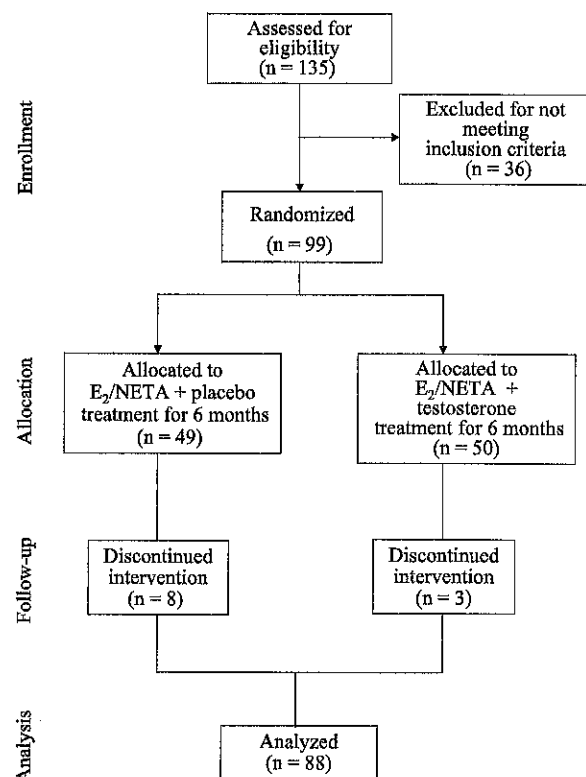 Assessed for
eligibility
(n = 135)
Enrollment
Excluded for not
meeting
inclusion criteria
(n = 36)
Randomized
(n = 99)
Allocation
Allocated to
E₂/NETA + placebo
treatment for 6 months
(n = 49)
Allocated to
E₂/NETA +
testosterone
treatment for 6 months
(n = 50)
Follow-up
Discontinued
intervention
(n = 8)
Discontinued
intervention
(n = 3)
Analysis
Analyzed
(n = 88)